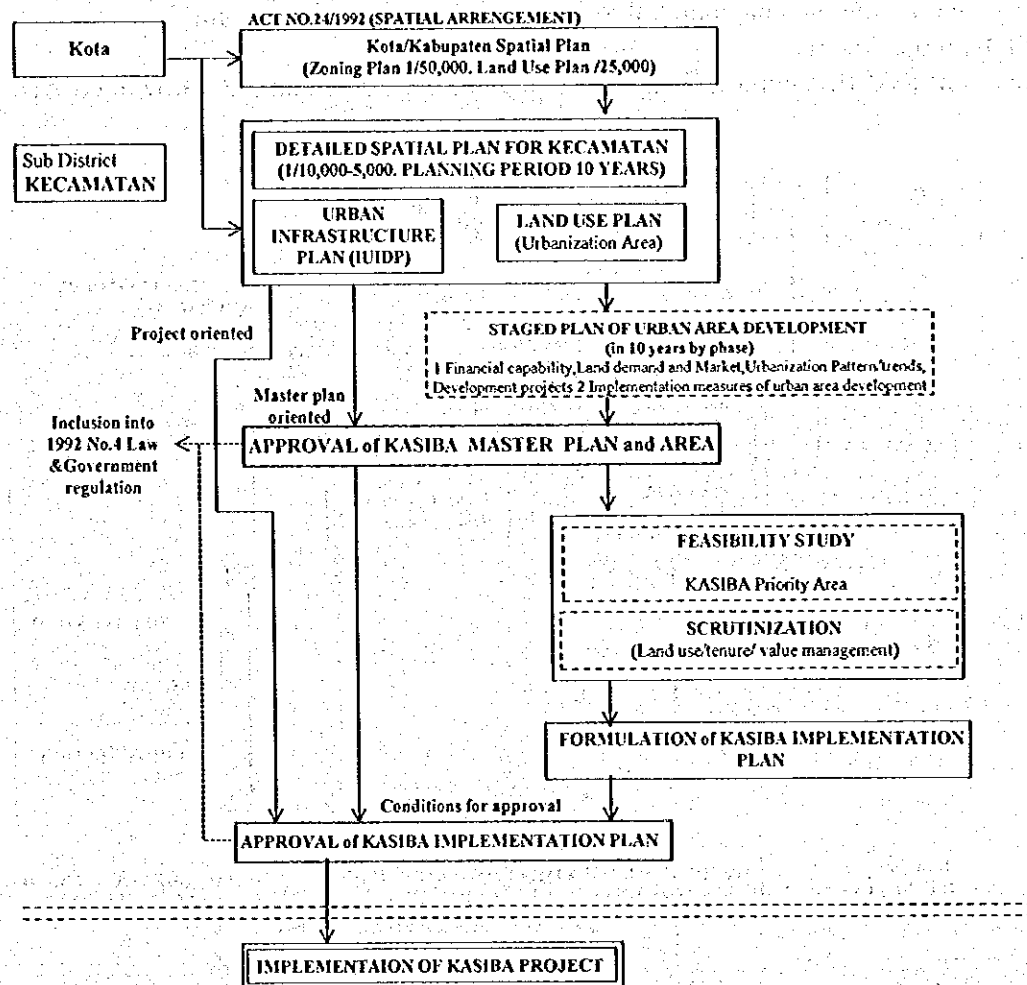 ACT NO.24/1992 (SPATIAL ARRENGEMENT)
Kota
Kota/Kabupaten Spatial Plan
(Zoning Plan 1/50,000. Land Use Plan /25,000)
Sub District
KECAMATAN
DETAILED SPATIAL PLAN FOR KECAMATAN
(1/10,000-5,000. PLANNING PERIOD 10 YEARS)
URBAN
INFRASTRUCTURE
PLAN (IUIDP)
LAND USE PLAN
(Urbanization Area)
Project oriented
STAGED PLAN OF URBAN AREA DEVELOPMENT
(in 10 years by phase)
1 Financial capability,Land demand and Market,Urbanization Pattern/trends,
Development projects 2 Implementation measures of urban area development
Master plan
oriented
Inclusion into
1992 No.4 Law
&Government
regulation
APPROVAL of KASIBA MASTER PLAN and AREA
FEASIBILITY STUDY
KASIBA Priority Area
SCRUTINIZATION
(Land use/tenure/ value management)
FORMULATION of KASIBA IMPLEMENTATION
PLAN
Conditions for approval
APPROVAL of KASIBA IMPLEMENTATION PLAN
IMPLEMENTAION OF KASIBA PROJECT